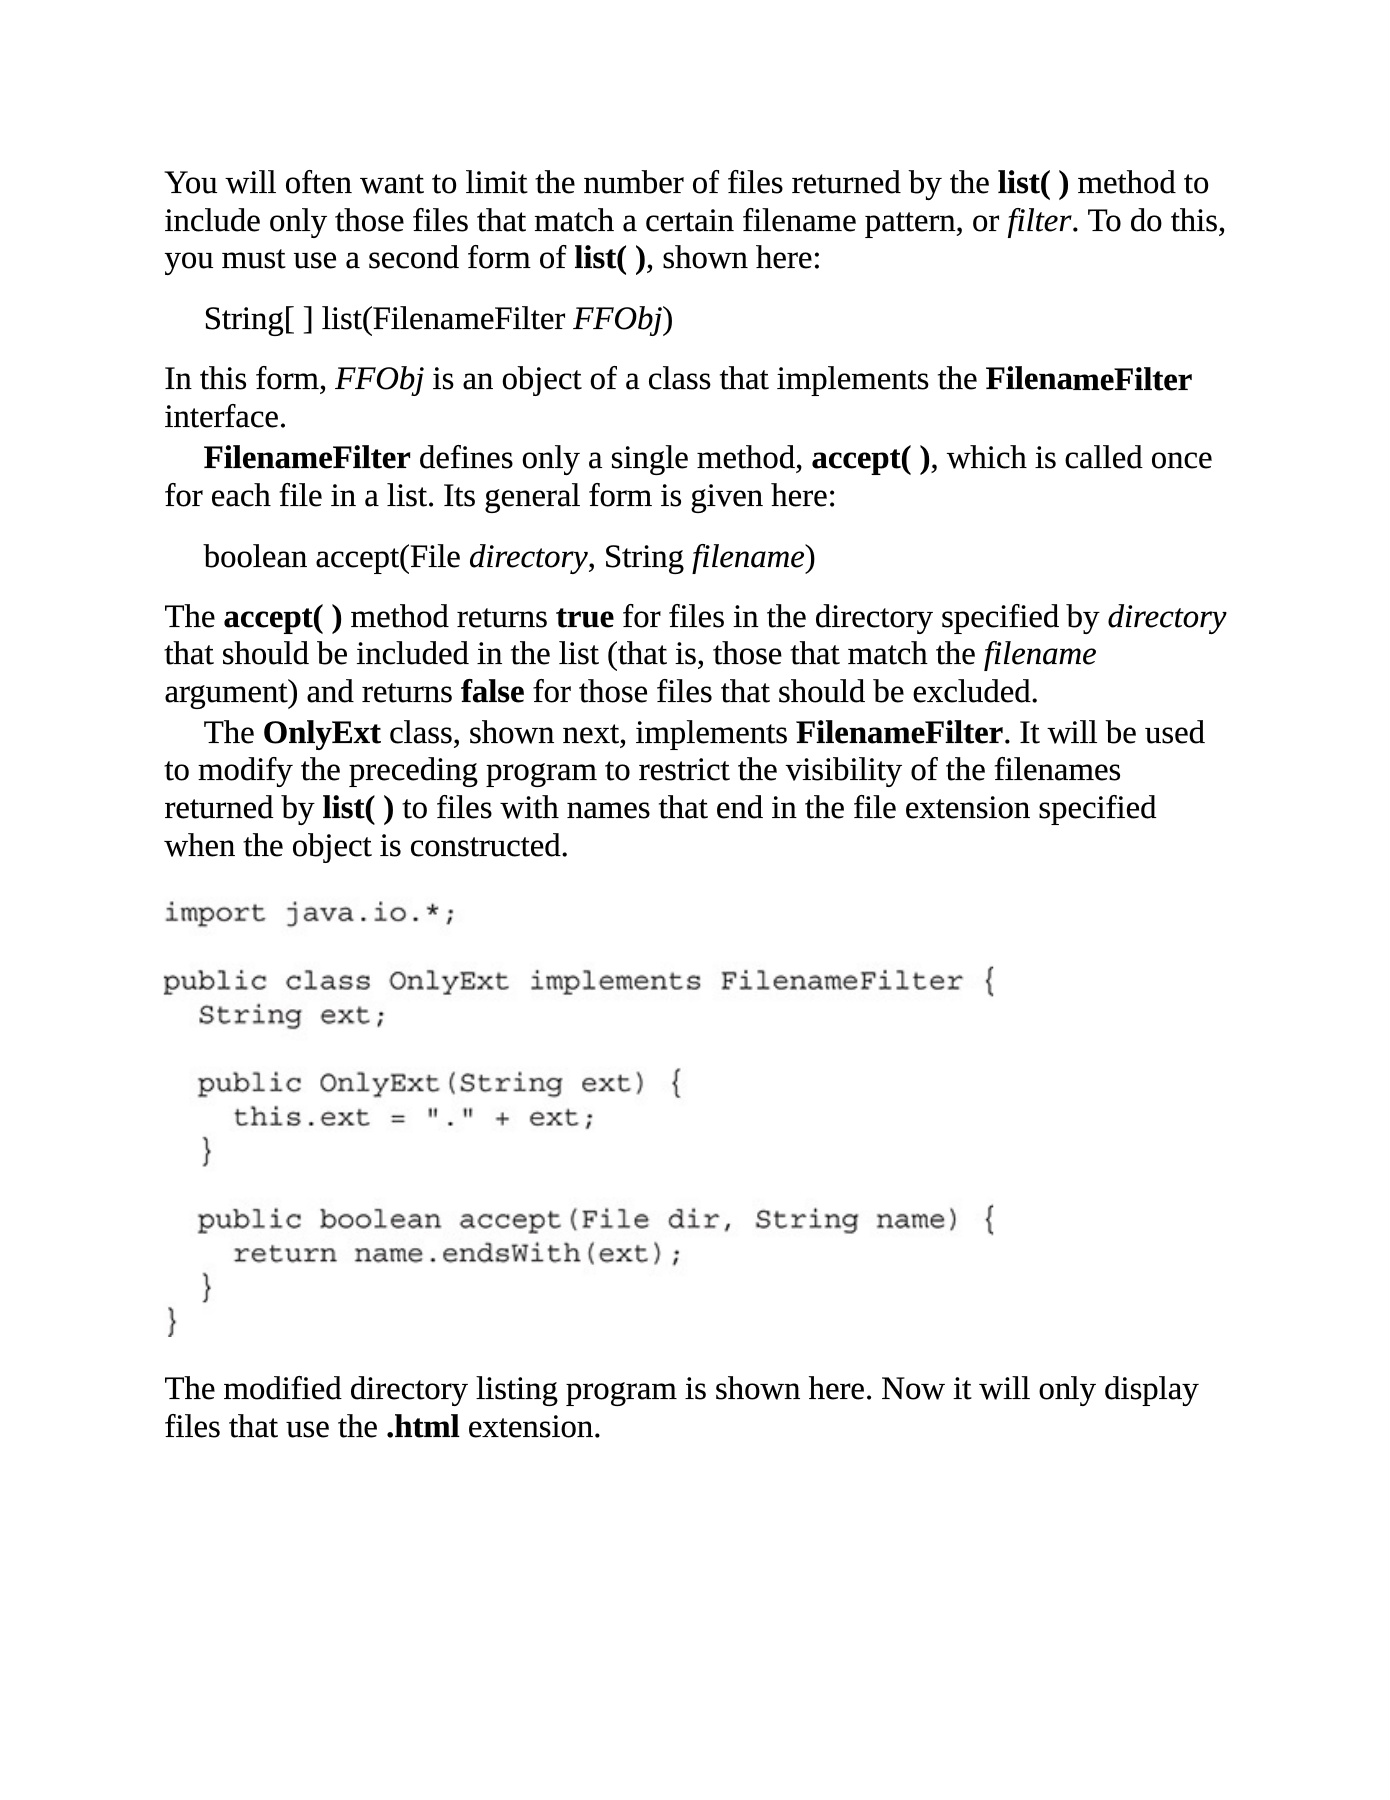 You will often want to limit the number of files returned by the list( ) method to
include only those files that match a certain filename pattern, or filter. To do this,
you must use a second form of list( ), shown here:
String[ ] list(FilenameFilter FFObj)
In this form, FFObj is an object of a class that implements the FilenameFilter
interface.
FilenameFilter defines only a single method, accept( ), which is called once
for each file in a list. Its general form is given here:
boolean accept(File directory, String filename)
The accept( ) method returns true for files in the directory specified by directory
that should be included in the list (that is, those that match the filename
argument) and returns false for those files that should be excluded.
The OnlyExt class, shown next, implements FilenameFilter. It will be used
to modify the preceding program to restrict the visibility of the filenames
returned by list( ) to files with names that end in the file extension specified
when the object is constructed.
import java.io.*;
public class OnlyExt implements FilenameFilter {
  String ext;
  public OnlyExt(String ext) {
    this.ext = "." + ext;
  }
  public boolean accept(File dir, String name) {
    return name.endsWith(ext);
  }
}
The modified directory listing program is shown here. Now it will only display
files that use the .html extension.